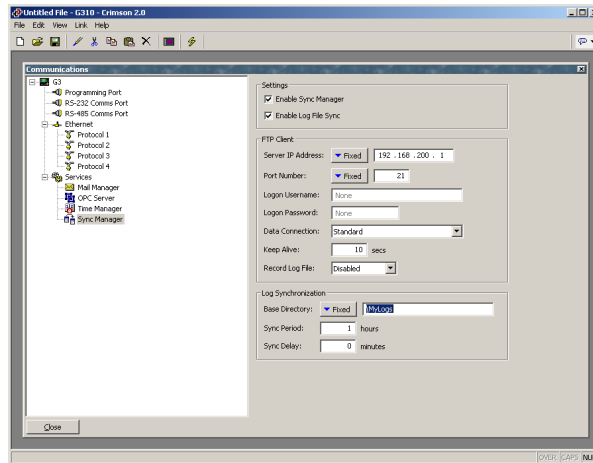 Untitled File - G310 - Crimson 2.0
File Edit View Link Help
Communications
G3
Programming Port
RS-232 Comms Port
RS-485 Comms Port
Ethernet
Protocol 1
Protocol 2
Protocol 3
Protocol 4
Services
Mail Manager
OPC Server
Time Manager
Sync Manager
Settings
Enable Sync Manager
Enable Log File Sync
FTP Client
Server IP Address: Fixed 192 . 168 . 200 . 1
Port Number: Fixed 21
Logon Username: None
Logon Password: None
Data Connection: Standard
Keep Alive: 10 secs
Record Log File: Disabled
Log Synchronization
Base Directory: Fixed \MyLogs
Sync Period: 1 hours
Sync Delay: 0 minutes
Close
OVER CAPS NU